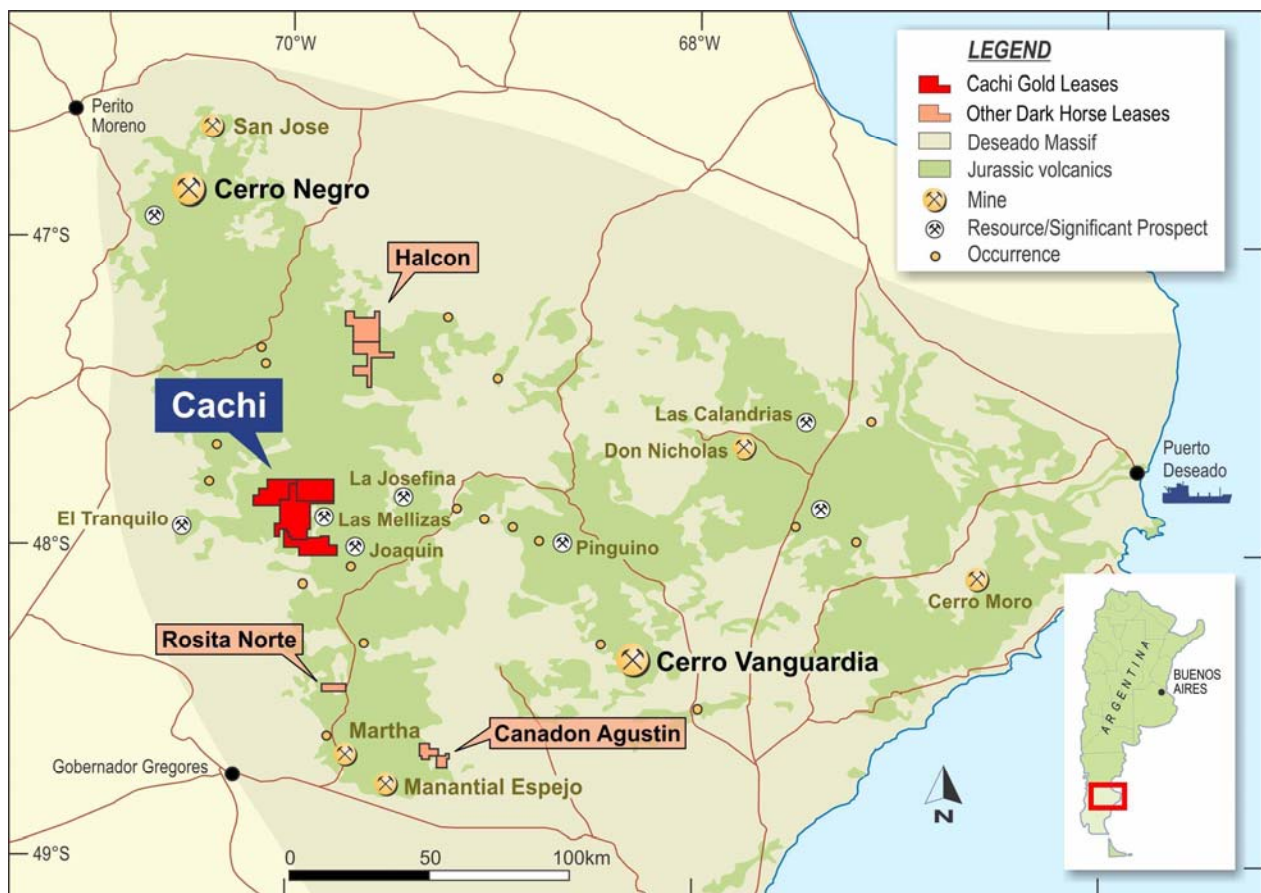 70°W
68°W
LEGEND
Cachi Gold Leases
Other Dark Horse Leases
Deseado Massif
Jurassic volcanics
Mine
Resource/Significant Prospect
Occurrence
Perito
Moreno
San Jose
Cerro Negro
47°S
Halcon
Cachi
Las Calandrias
Don Nicholas
Puerto
Deseado
La Josefina
El Tranquilo
Las Mellizas
48°S
Joaquin
Pinguino
Cerro Moro
Rosita Norte
Cerro Vanguardia
Martha
Canadon Agustin
Gobernador Gregores
Manantial Espejo
N
49°S
0
50
100km
ARGENTINA
BUENOS
AIRES